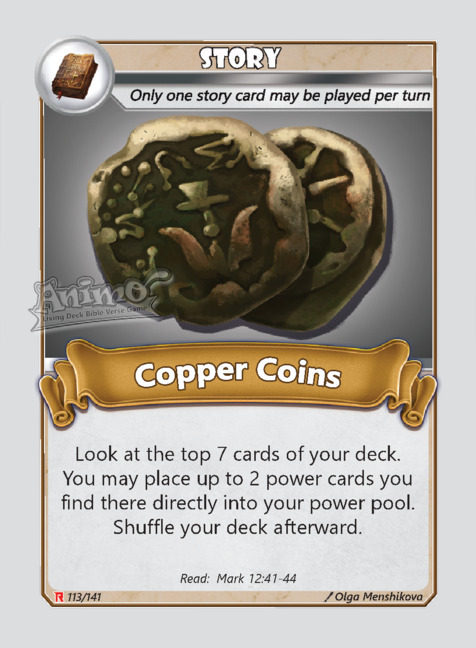 STORY
Only one story card may be played per turn
Animo
Living Deck Bible Verse Game
Copper Coins
Look at the top 7 cards of your deck.
You may place up to 2 power cards you
find there directly into your power pool.
Shuffle your deck afterward.
Read: Mark 12:41-44
R 113/141
Olga Menshikova